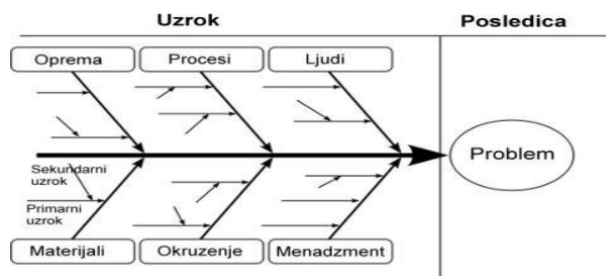 Uzrok
Posledica
Oprema
Procesi
Ljudi
Problem
Sekundarni
uzrok
Primarni
uzrok
Materijali
Okruzenje
Menadzment